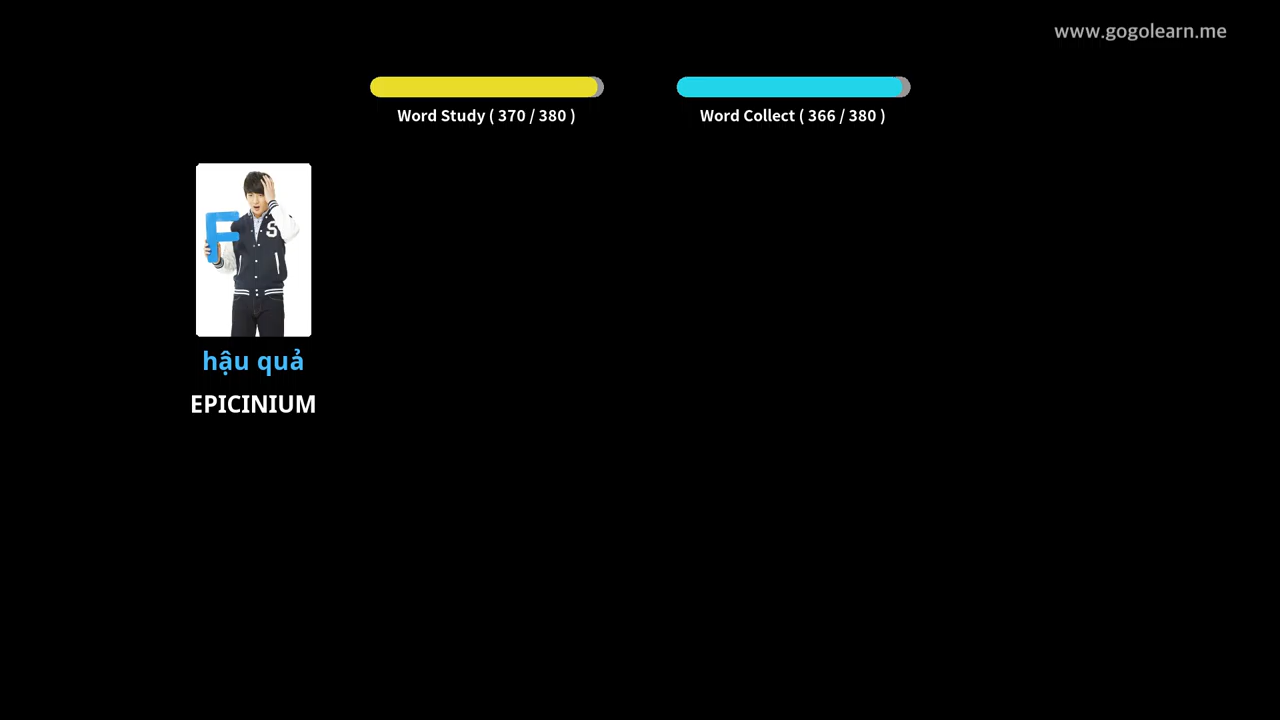 www.gogolearn.me
Word Study ( 370 / 380 )
Word Collect ( 366 / 380 )
F
S
hậu quả
EPICINIUM